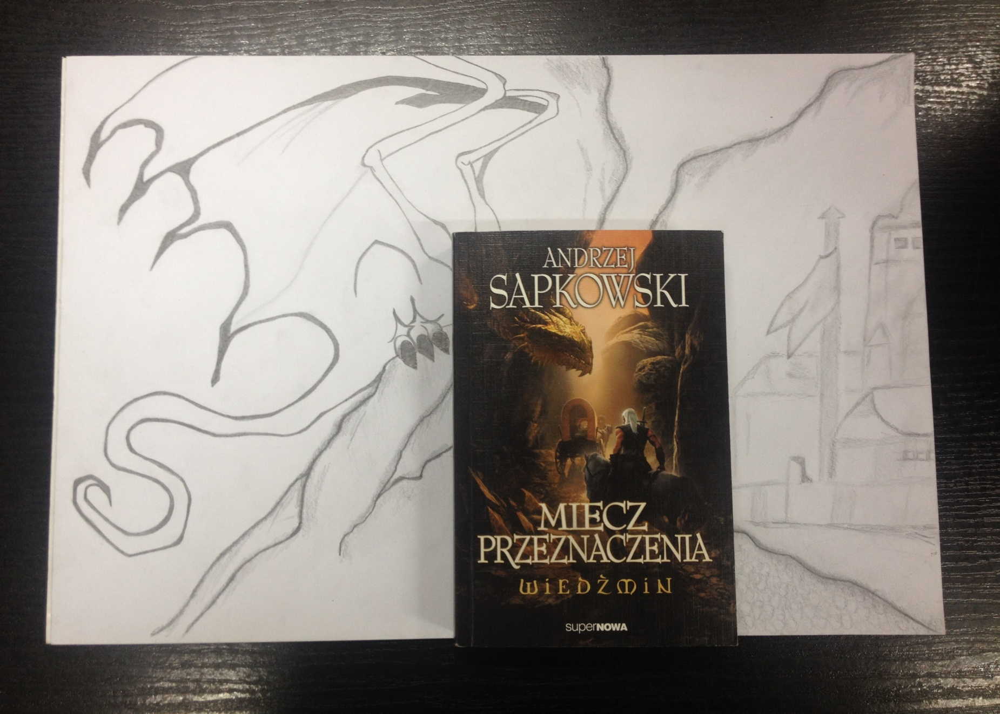 ANDRZEJ
SAPKOWSKI
MIECZ
PRZEZNACZENIA
WIEDŹMIN
superNOWA